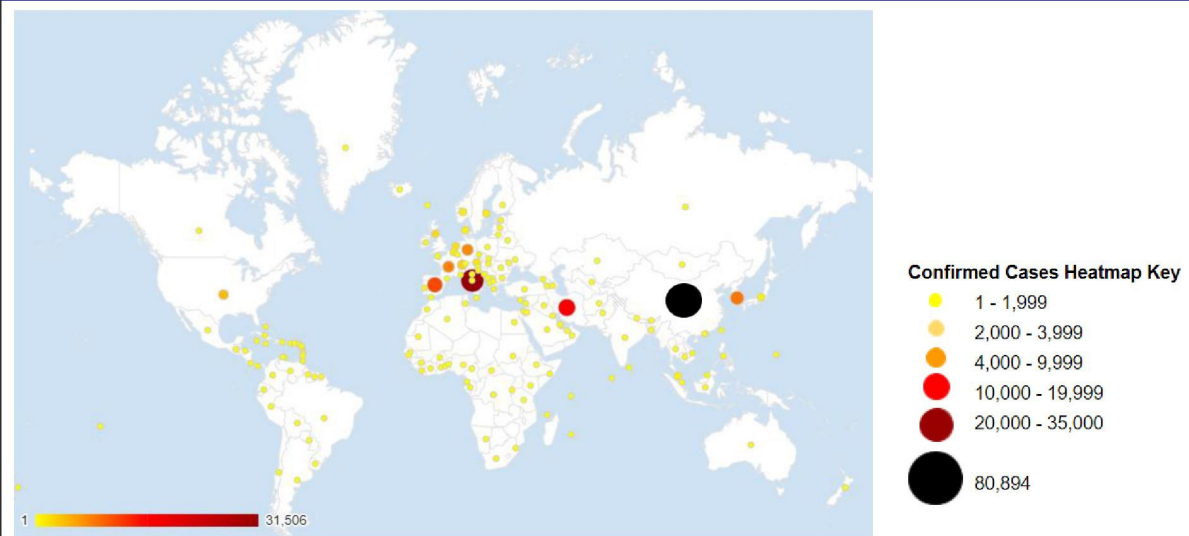 Confirmed Cases Heatmap Key
1 - 1,999
2,000 - 3,999
4,000 - 9,999
10,000 - 19,999
20,000 - 35,000
80,894
1 31,506